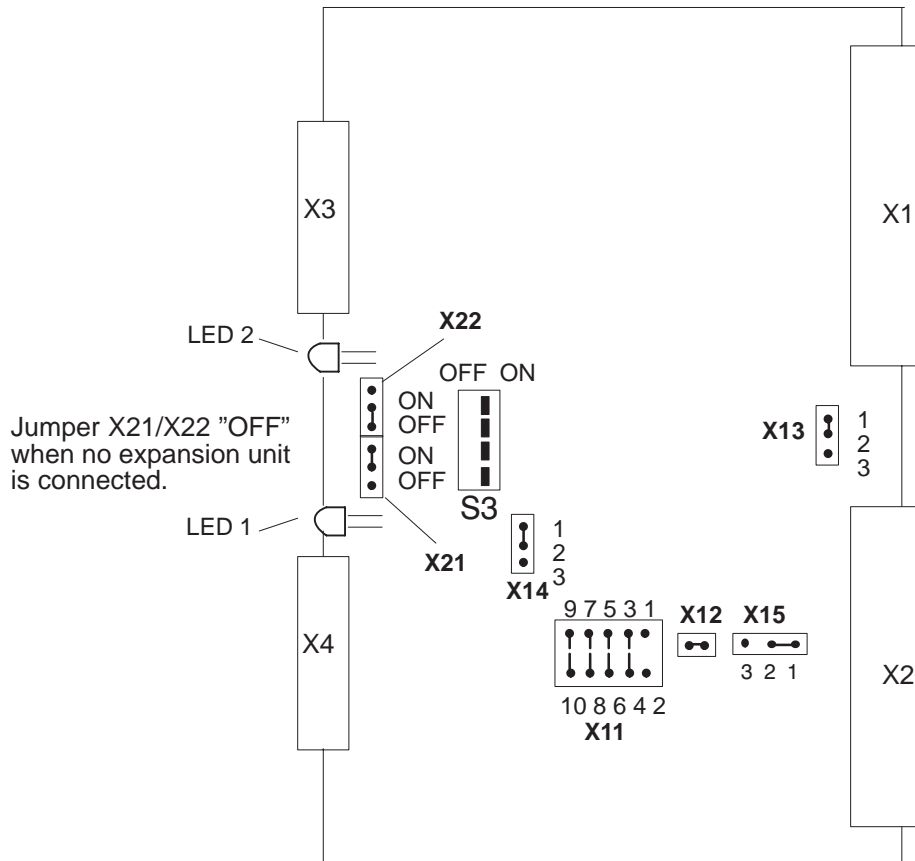 X3
X1
LED 2
X22
OFF ON
ON
OFF
ON
OFF
Jumper X21/X22 ”OFF”
when no expansion unit
is connected.
X13
1
2
3
S3
LED 1
X21
1
2
3
X14
9 7 5 3 1
X12
X15
X4
3 2 1
X2
10 8 6 4 2
X11